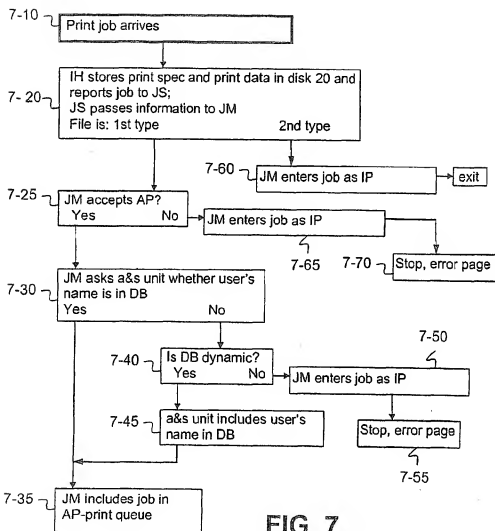 7-10
Print job arrives
7-20
IH stores print spec and print data in disk 20 and
reports job to JS;
JS passes information to JM
File is: 1st type 2nd type
7-60
JM enters job as IP
exit
7-25
JM accepts AP?
Yes No
JM enters job as IP
7-65
7-70
Stop, error page
7-30
JM asks a&s unit whether user's
name is in DB
Yes No
7-40
Is DB dynamic?
Yes No
7-50
JM enters job as IP
7-45
a&s unit includes user's
name in DB
Stop, error page
7-55
7-35
JM includes job in
AP-print queue
FIG. 7